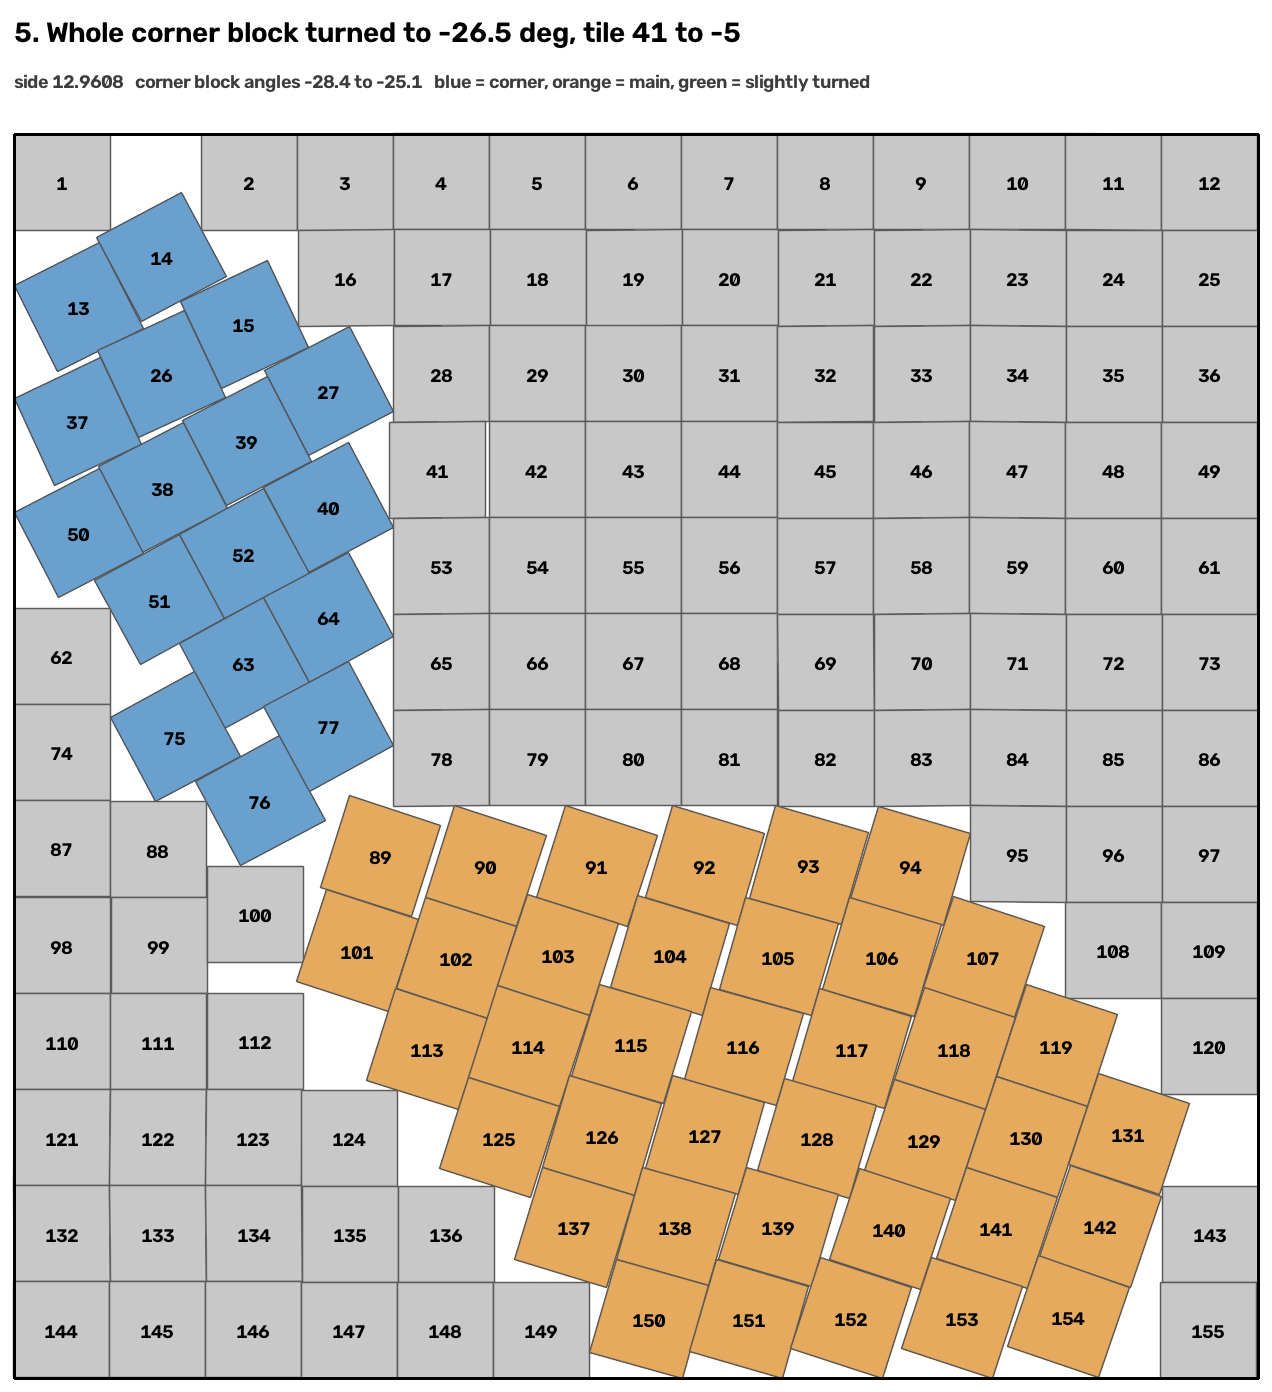 5. Whole corner block turned to -26.5 deg, tile 41 to -5
side 12.9608 corner block angles -28.4 to -25.1 blue = corner, orange = main, green = slightly turned
1 2 3 4 5 6 7 8 9 10 11 12
14
13
15
16 17 18 19 20 21 22 23 24 25
26
27
28 29 30 31 32 33 34 35 36
37
39
38
40
41 42 43 44 45 46 47 48 49
50
52
51
53 54 55 56 57 58 59 60 61
62
64
63
65 66 67 68 69 70 71 72 73
74
75
77
76
78 79 80 81 82 83 84 85 86
87 88
89 90 91 92 93 94
95 96 97
98 99
100
101 102 103 104 105 106 107
108 109
110 111 112
113 114 115 116 117 118 119
120
121 122 123 124
125 126 127 128 129 130 131
132 133 134 135 136
137 138 139 140 141 142
143
144 145 146 147 148 149
150 151 152 153 154
155